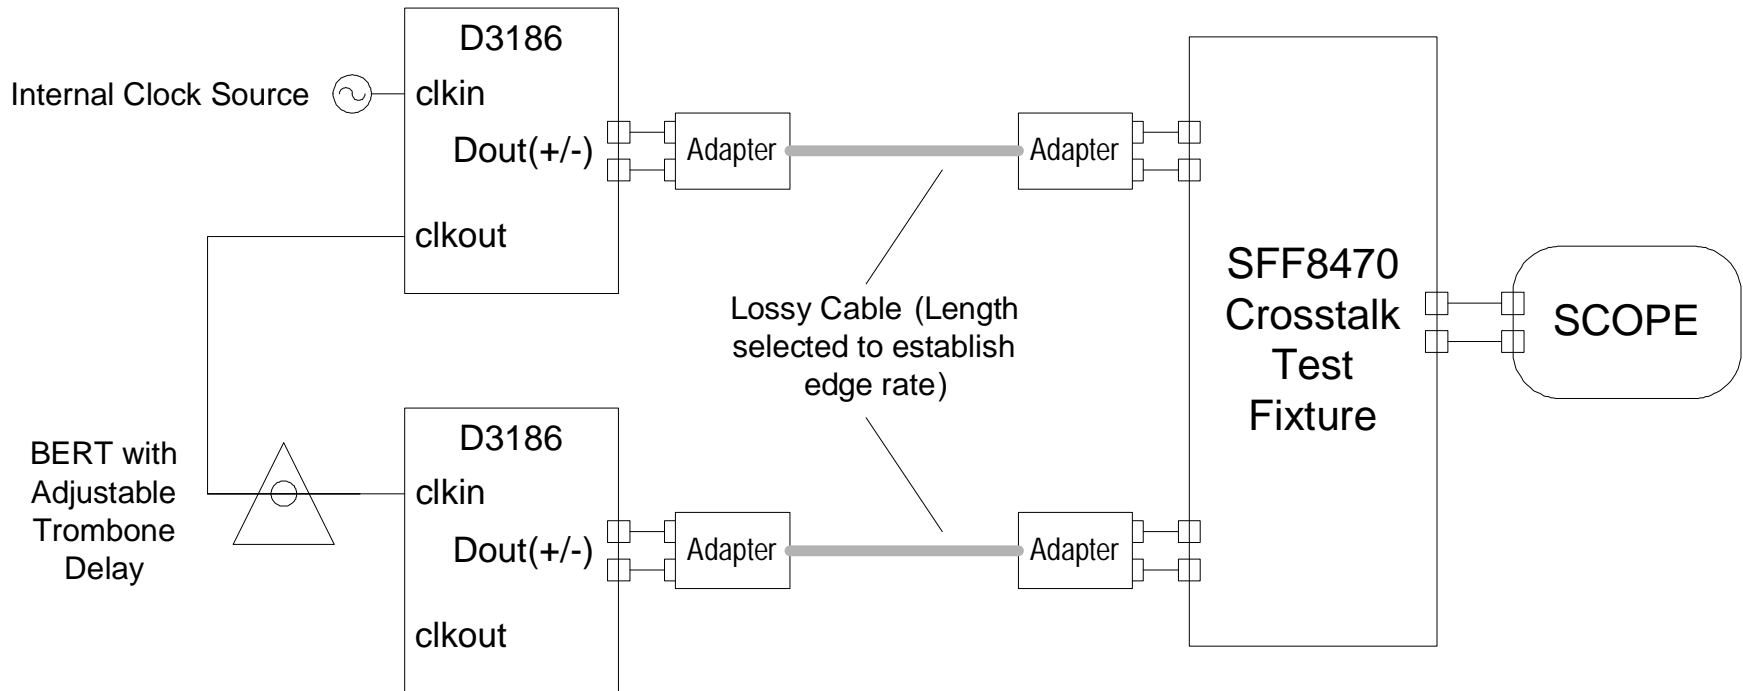 D3186
Internal Clock Source
clkin
Dout(+/-)
Adapter
Adapter
clkout
SFF8470
Crosstalk
Test
Fixture
SCOPE
Lossy Cable (Length
selected to establish
edge rate)
BERT with
Adjustable
Trombone
Delay
D3186
clkin
Dout(+/-)
Adapter
Adapter
clkout